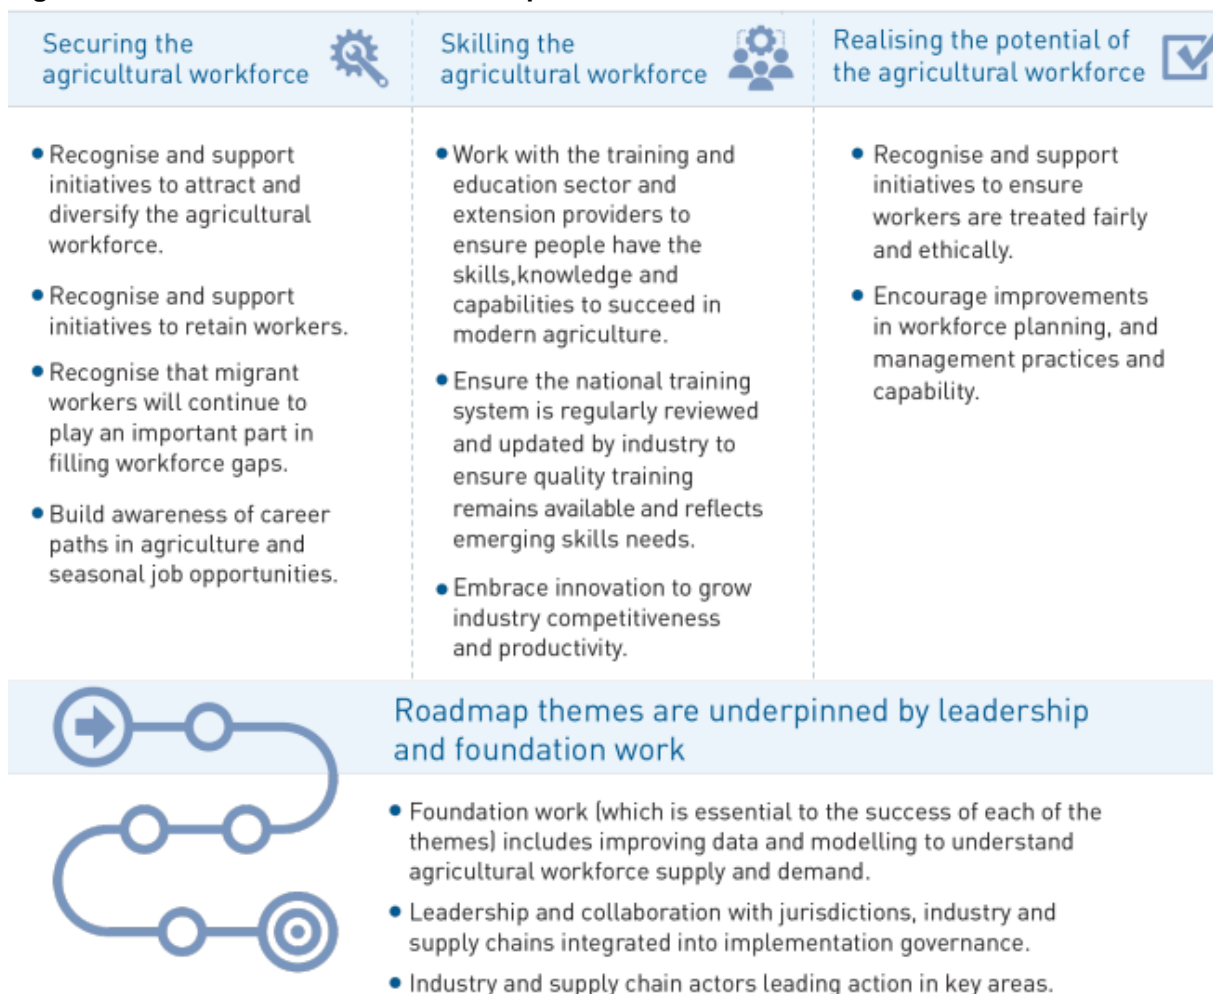 Securing the
agricultural workforce
Skilling the
agricultural workforce
Realising the potential of
the agricultural workforce
• Recognise and support
initiatives to attract and
diversify the agricultural
workforce.
• Recognise and support
initiatives to retain workers.
• Recognise that migrant
workers will continue to
play an important part in
filling workforce gaps.
• Build awareness of career
paths in agriculture and
seasonal job opportunities.
• Work with the training and
education sector and
extension providers to
ensure people have the
skills,knowledge and
capabilities to succeed in
modern agriculture.
• Ensure the national training
system is regularly reviewed
and updated by industry to
ensure quality training
remains available and reflects
emerging skills needs.
• Embrace innovation to grow
industry competitiveness
and productivity.
• Recognise and support
initiatives to ensure
workers are treated fairly
and ethically.
• Encourage improvements
in workforce planning, and
management practices and
capability.
Roadmap themes are underpinned by leadership
and foundation work
• Foundation work (which is essential to the success of each of the
themes) includes improving data and modelling to understand
agricultural workforce supply and demand.
• Leadership and collaboration with jurisdictions, industry and
supply chains integrated into implementation governance.
• Industry and supply chain actors leading action in key areas.